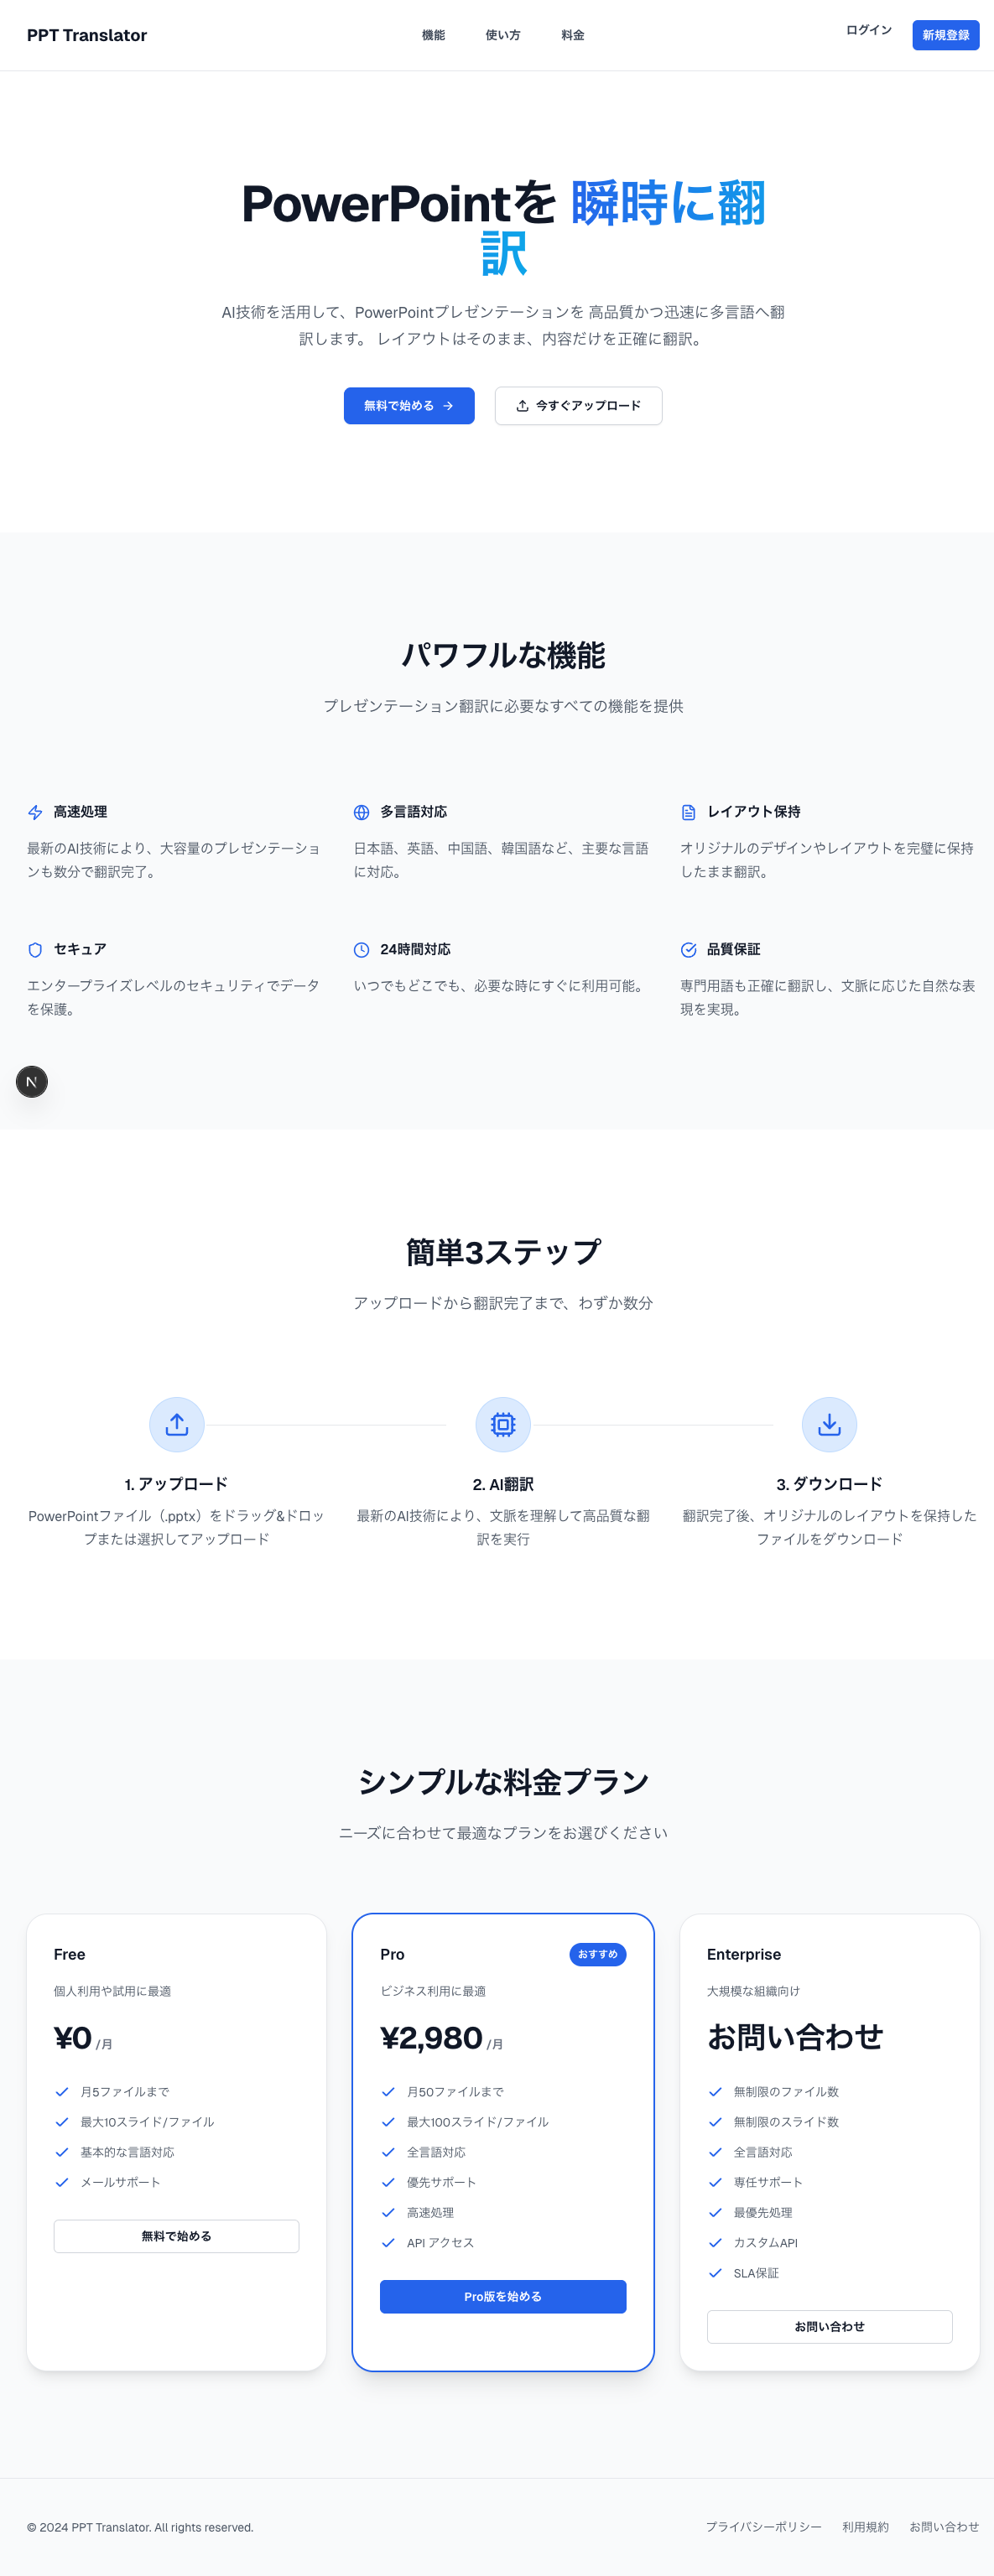 PPT Translator
機能
使い方
料金
ログイン
新規登録
PowerPointを 瞬時に翻
訳
AI技術を活用して、PowerPointプレゼンテーションを 高品質かつ迅速に多言語へ翻
訳します。 レイアウトはそのまま、内容だけを正確に翻訳。
無料で始める
今すぐアップロード
パワフルな機能
プレゼンテーション翻訳に必要なすべての機能を提供
高速処理
最新のAI技術により、大容量のプレゼンテーショ
ンも数分で翻訳完了。
多言語対応
日本語、英語、中国語、韓国語など、主要な言語
に対応。
レイアウト保持
オリジナルのデザインやレイアウトを完璧に保持
したまま翻訳。
セキュア
エンタープライズレベルのセキュリティでデータ
を保護。
24時間対応
いつでもどこでも、必要な時にすぐに利用可能。
品質保証
専門用語も正確に翻訳し、文脈に応じた自然な表
現を実現。
N
簡単3ステップ
アップロードから翻訳完了まで、わずか数分
1. アップロード
PowerPointファイル（.pptx）をドラッグ&ドロッ
プまたは選択してアップロード
2. AI翻訳
最新のAI技術により、文脈を理解して高品質な翻
訳を実行
3. ダウンロード
翻訳完了後、オリジナルのレイアウトを保持した
ファイルをダウンロード
シンプルな料金プラン
ニーズに合わせて最適なプランをお選びください
Free
個人利用や試用に最適
¥0 /月
月5ファイルまで
最大10スライド/ファイル
基本的な言語対応
メールサポート
無料で始める
Pro
おすすめ
ビジネス利用に最適
¥2,980 /月
月50ファイルまで
最大100スライド/ファイル
全言語対応
優先サポート
高速処理
API アクセス
Pro版を始める
Enterprise
大規模な組織向け
お問い合わせ
無制限のファイル数
無制限のスライド数
全言語対応
専任サポート
最優先処理
カスタムAPI
SLA保証
お問い合わせ
© 2024 PPT Translator. All rights reserved.
プライバシーポリシー
利用規約
お問い合わせ